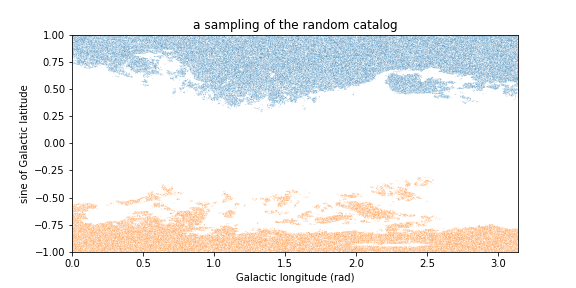 a sampling of the random catalog
1.00
0.75
0.50
0.25
0.00
−0.25
−0.50
−0.75
−1.00
sine of Galactic latitude
0.0 0.5 1.0 1.5 2.0 2.5 3.0
Galactic longitude (rad)